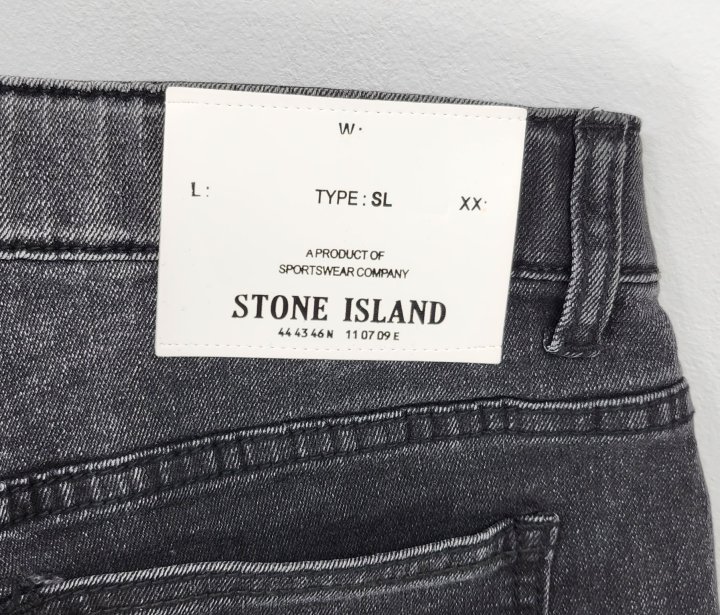 W:
L: TYPE: SL XX:
A PRODUCT OF
SPORTSWEAR COMPANY
STONE ISLAND
44 43 46 N 11 07 09 E